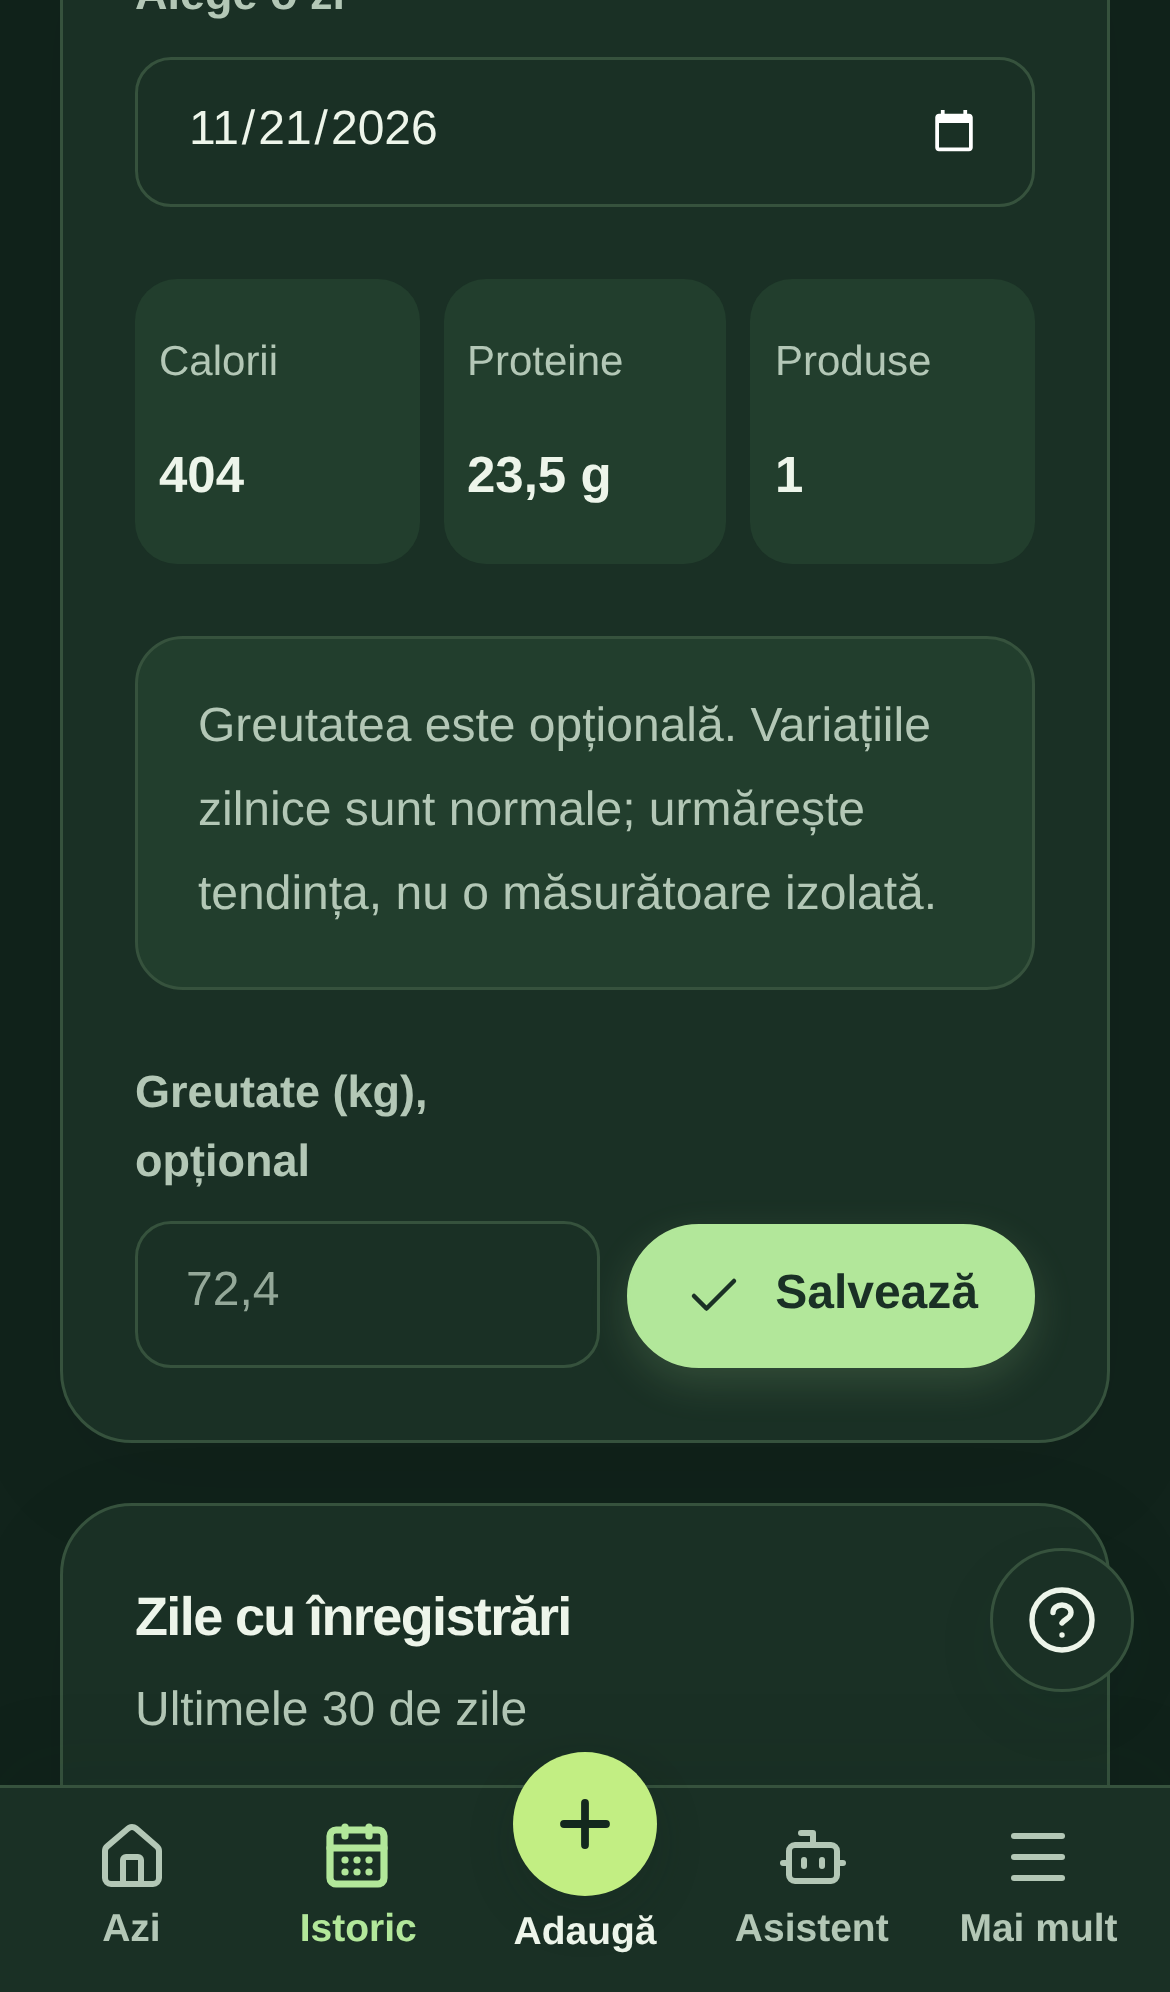 Alege o zi
11/21/2026
Calorii
Proteine
Produse
404
23,5 g
1
Greutatea este opțională. Variațiile
zilnice sunt normale; urmărește
tendința, nu o măsurătoare izolată.
Greutate (kg),
opțional
72,4
Salvează
Zile cu înregistrări
Ultimele 30 de zile
Azi
Istoric
Adaugă
Asistent
Mai mult